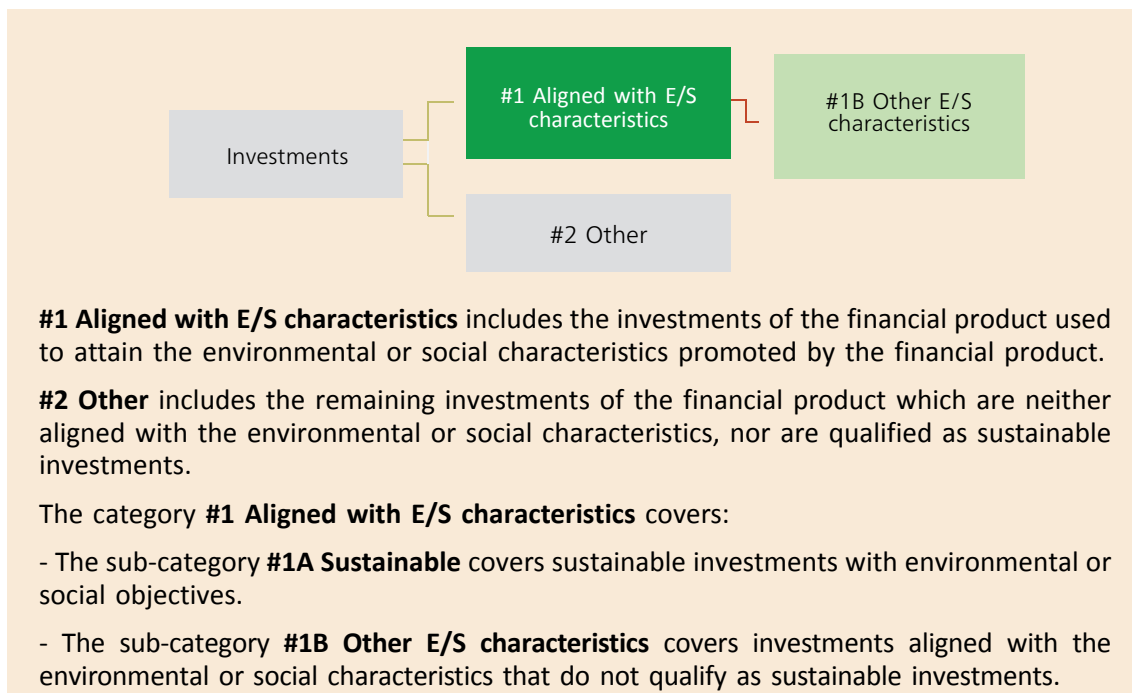 #1 Aligned with E/S
characteristics
#1B Other E/S
characteristics
Investments
#2 Other
#1 Aligned with E/S characteristics includes the investments of the financial product used
to attain the environmental or social characteristics promoted by the financial product.
#2 Other includes the remaining investments of the financial product which are neither
aligned with the environmental or social characteristics, nor are qualified as sustainable
investments.
The category #1 Aligned with E/S characteristics covers:
- The sub-category #1A Sustainable covers sustainable investments with environmental or
social objectives.
- The sub-category #1B Other E/S characteristics covers investments aligned with the
environmental or social characteristics that do not qualify as sustainable investments.